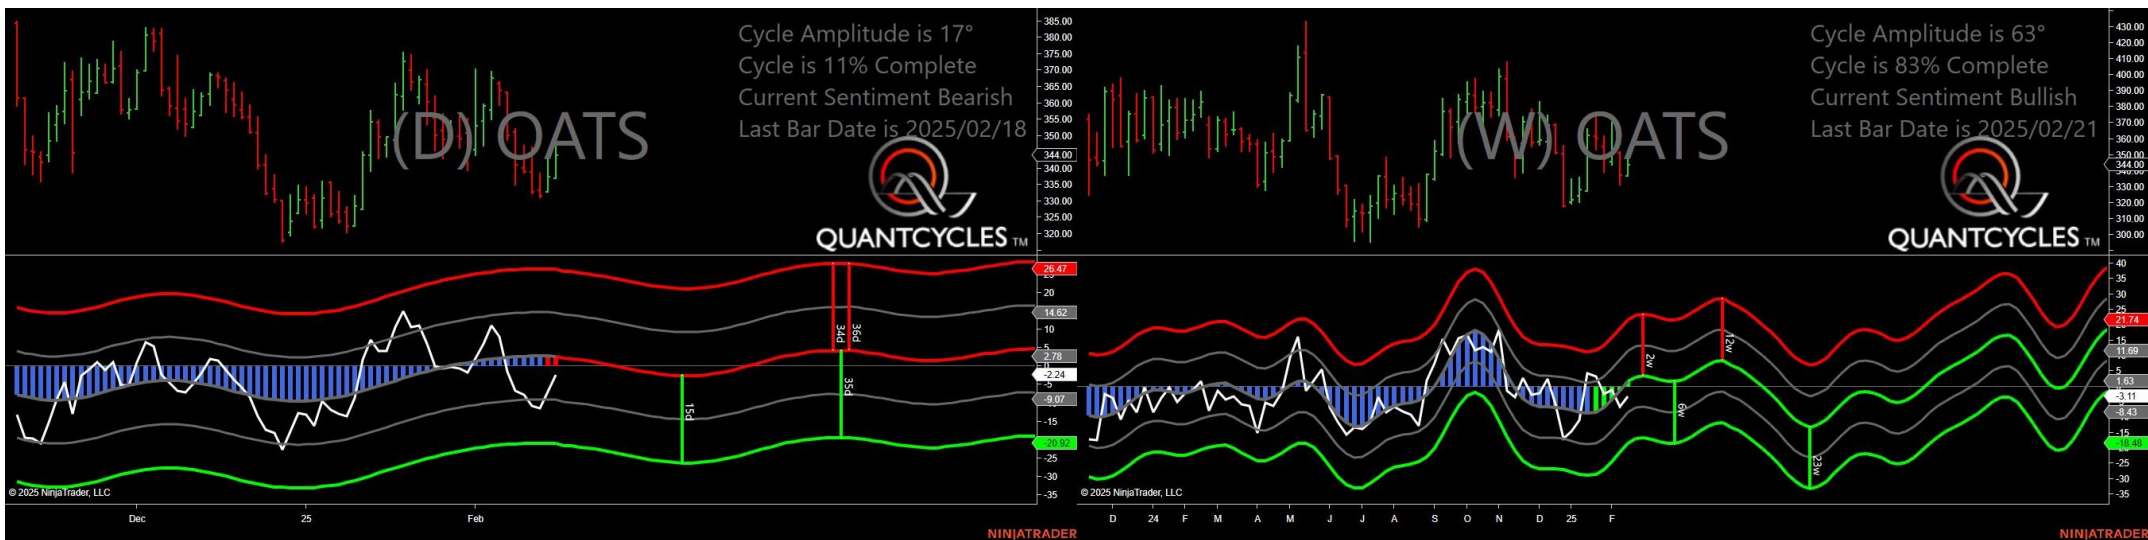 Cycle Amplitude is 17°
Cycle is 11% Complete
Current Sentiment Bearish
Last Bar Date is 2025/02/18
(D) OATS
QUANTCYCLES TM
385.00
380.00
375.00
370.00
365.00
360.00
355.00
350.00
344.00
340.00
335.00
330.00
325.00
320.00
26.47
20
14.62
10
5
2.78
-2.24
-5
-9.07
-15
-20.92
-25
-30
-35
34d
36d
35d
15d
© 2025 NinjaTrader, LLC
Dec
25
Feb
NINJATRADER
Cycle Amplitude is 63°
Cycle is 83% Complete
Current Sentiment Bullish
Last Bar Date is 2025/02/21
(W) OATS
QUANTCYCLES TM
430.00
420.00
410.00
400.00
390.00
380.00
370.00
360.00
350.00
344.00
330.00
320.00
310.00
300.00
40
35
30
25
21.74
15
11.69
5
1.63
-3.11
-8.43
-15
-18.48
-25
-30
-35
2w
12w
6w
23w
© 2025 NinjaTrader, LLC
D
24
F
M
A
M
J
J
A
S
O
N
D
25
F
NINJATRADER